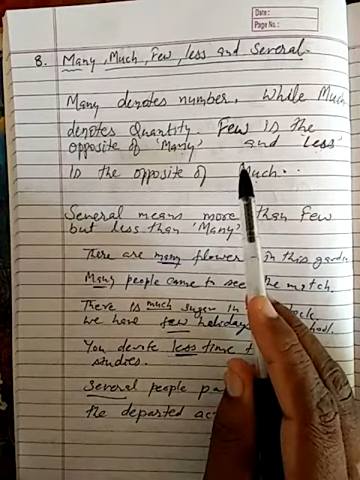 Date:
Page No.:
8. Many, Much, Few, less and Several.
Many denotes number, While Much
denotes Quantity. Few is the
opposite of 'Many' and 'Less'
is the opposite of Much..
Several means more than Few
but less than 'Many'
There are many flower in this garden
Many people came to see the match.
There is much sugar in
We have few holidays
You devote less time
studies.
Several people
the departed